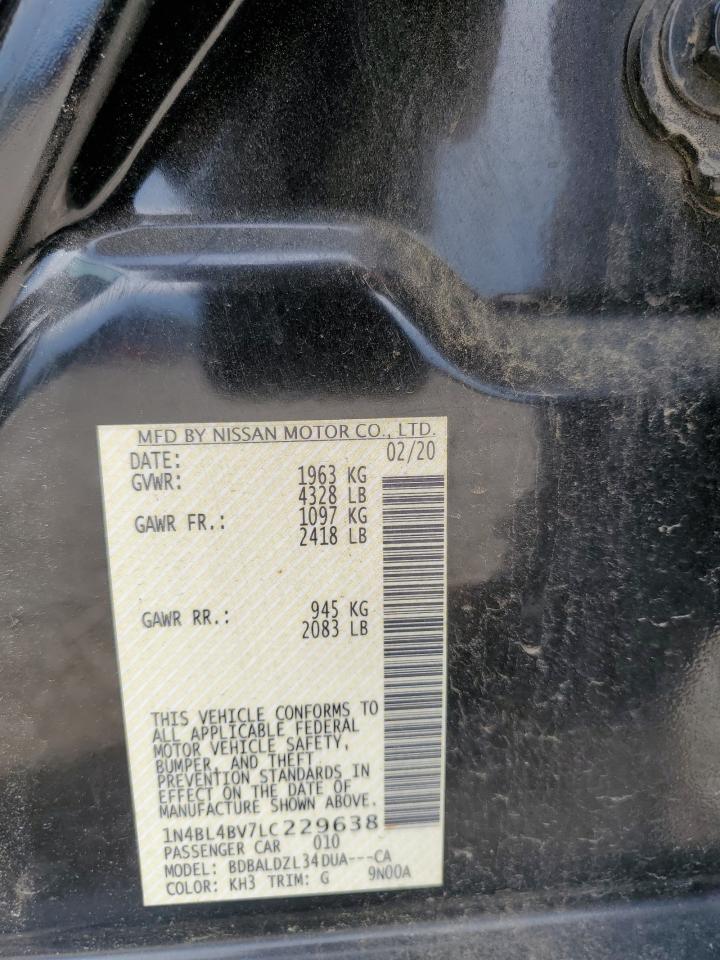 MFD BY NISSAN MOTOR CO., LTD.
DATE: 02/20
GVWR: 1963 KG
4328 LB
GAWR FR.: 1097 KG
2418 LB
GAWR RR.: 945 KG
2083 LB
THIS VEHICLE CONFORMS TO
ALL APPLICABLE FEDERAL
MOTOR VEHICLE SAFETY,
BUMPER, AND THEFT
PREVENTION STANDARDS IN
EFFECT ON THE DATE OF
MANUFACTURE SHOWN ABOVE.
1N4BL4BV7LC229638
PASSENGER CAR 010
MODEL: BDBALDZL34DUA---CA
COLOR: KH3 TRIM: G 9N00A